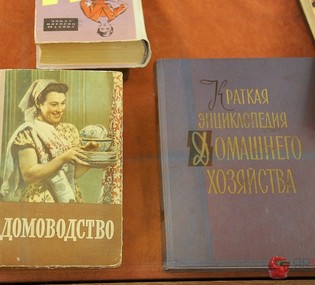 ДОМОВОДСТВО
КРАТКАЯ
ЭНЦИКЛОПЕДИЯ
ДОМАШНЕГО
ХОЗЯЙСТВА